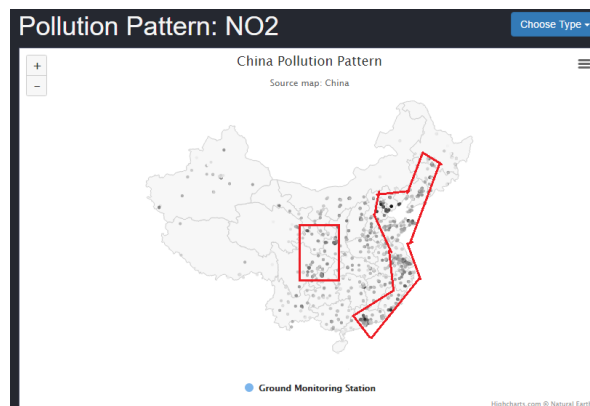 Pollution Pattern: NO2
Choose Type
+
China Pollution Pattern
−
Source map: China
Ground Monitoring Station
Highcharts.com © Natural Earth